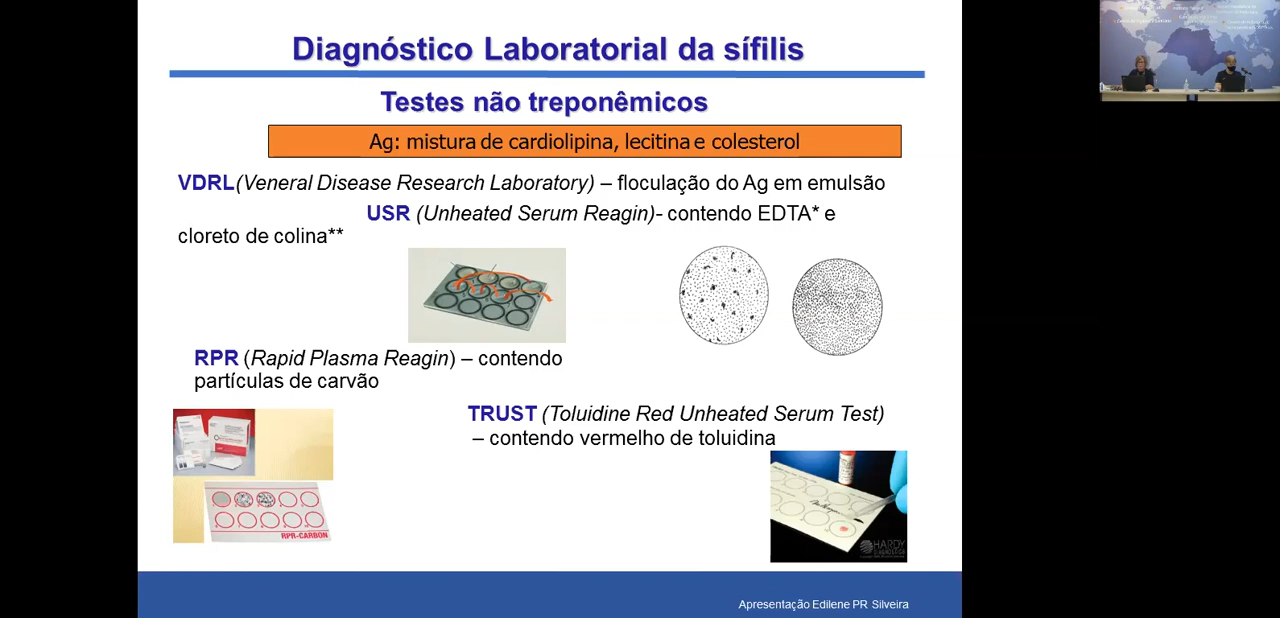 Diagnóstico Laboratorial da sífilis
Testes não treponêmicos
Ag: mistura de cardiolipina, lecitina e colesterol
VDRL(Veneral Disease Research Laboratory) – floculação do Ag em emulsão
USR (Unheated Serum Reagin)- contendo EDTA* e
cloreto de colina**
RPR (Rapid Plasma Reagin) – contendo
partículas de carvão
TRUST (Toluidine Red Unheated Serum Test)
– contendo vermelho de toluidina
RPR-CARBON
HARDY
Apresentação Edilene PR Silveira